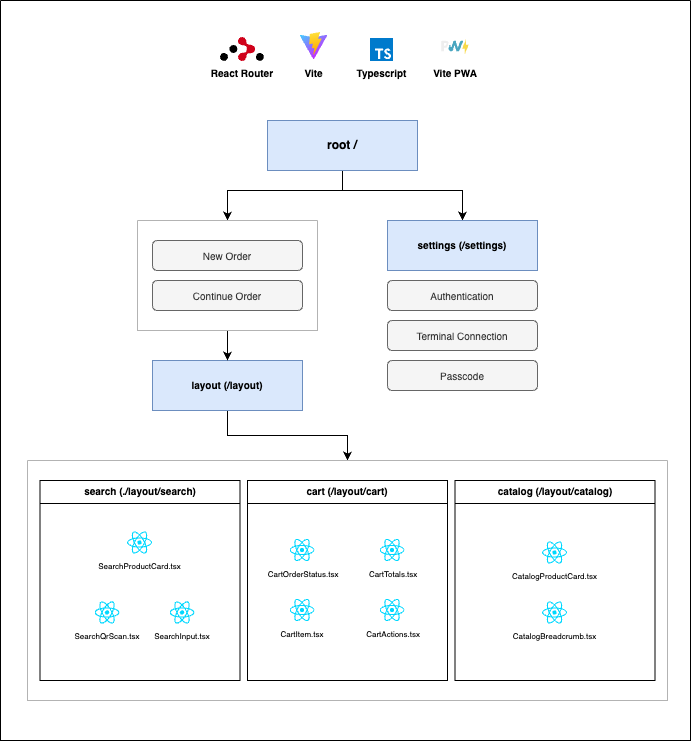 React Router
Vite
Typescript
Vite PWA
TS
root /
New Order
Continue Order
settings (/settings)
Authentication
Terminal Connection
Passcode
layout (/layout)
search (./layout/search)
SearchProductCard.tsx
SearchQrScan.tsx
SearchInput.tsx
cart (/layout/cart)
CartOrderStatus.tsx
CartTotals.tsx
CartItem.tsx
CartActions.tsx
catalog (/layout/catalog)
CatalogProductCard.tsx
CatalogBreadcrumb.tsx